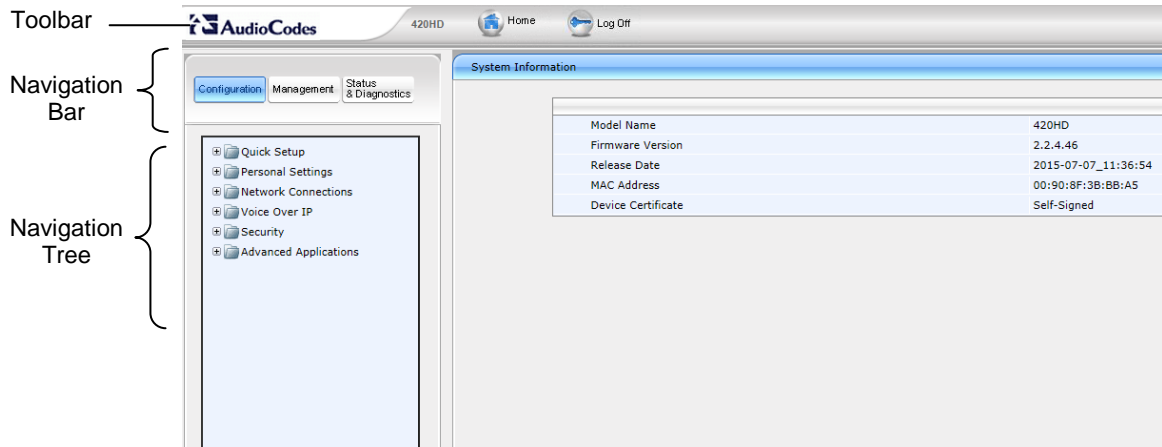 Toolbar
AudioCodes
420HD
Home
Log Off
Navigation
Bar
Configuration
Management
Status
& Diagnostics
System Information
Model Name 420HD
Firmware Version 2.2.4.46
Release Date 2015-07-07_11:36:54
MAC Address 00:90:8F:3B:BB:A5
Device Certificate Self-Signed
Navigation
Tree
Quick Setup
Personal Settings
Network Connections
Voice Over IP
Security
Advanced Applications